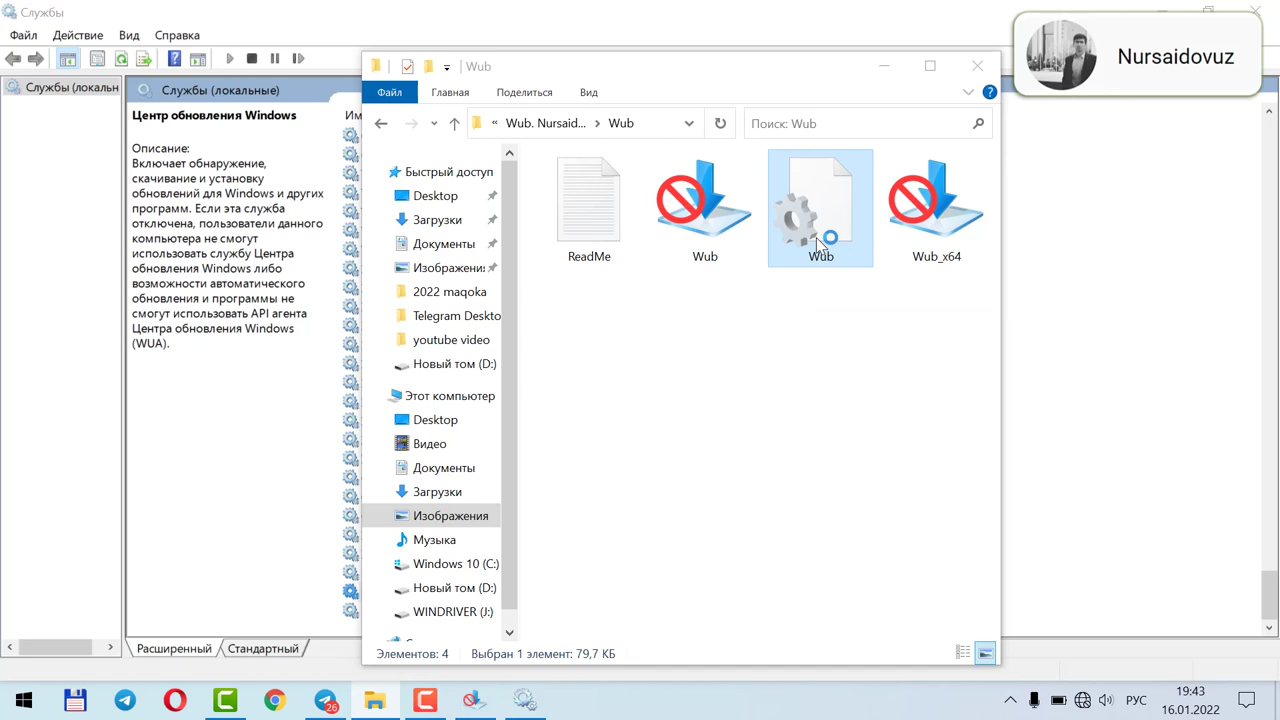 Службы
Файл
Действие
Вид
Справка
Службы (локальн
Службы (локальные)
Центр обновления Windows
Описание:
Включает обнаружение,
скачивание и установку
обновлений для Windows и других
программ. Если эта служба
отключена, пользователи данного
компьютера не смогут
использовать службу Центра
обновления Windows либо
возможности автоматического
обновления и программы не
смогут использовать API агента
Центра обновления Windows
(WUA).
Им
Расширенный
Стандартный
Wub
Файл
Главная
Поделиться
Вид
« Wub. Nursaid... > Wub
Поиск: Wub
Быстрый доступ
Desktop
Загрузки
Документы
Изображени
2022 maqoka
Telegram Deskto
youtube video
Новый том (D:)
Этот компьютер
Desktop
Видео
Документы
Загрузки
Изображения
Музыка
Windows 10 (C:)
Новый том (D:)
WINDRIVER (J:)
ReadMe
Wub
Wub
Wub_x64
Элементов: 4
Выбран 1 элемент: 79,7 КБ
Nursaidovuz
26
РУС
19:43
16.01.2022